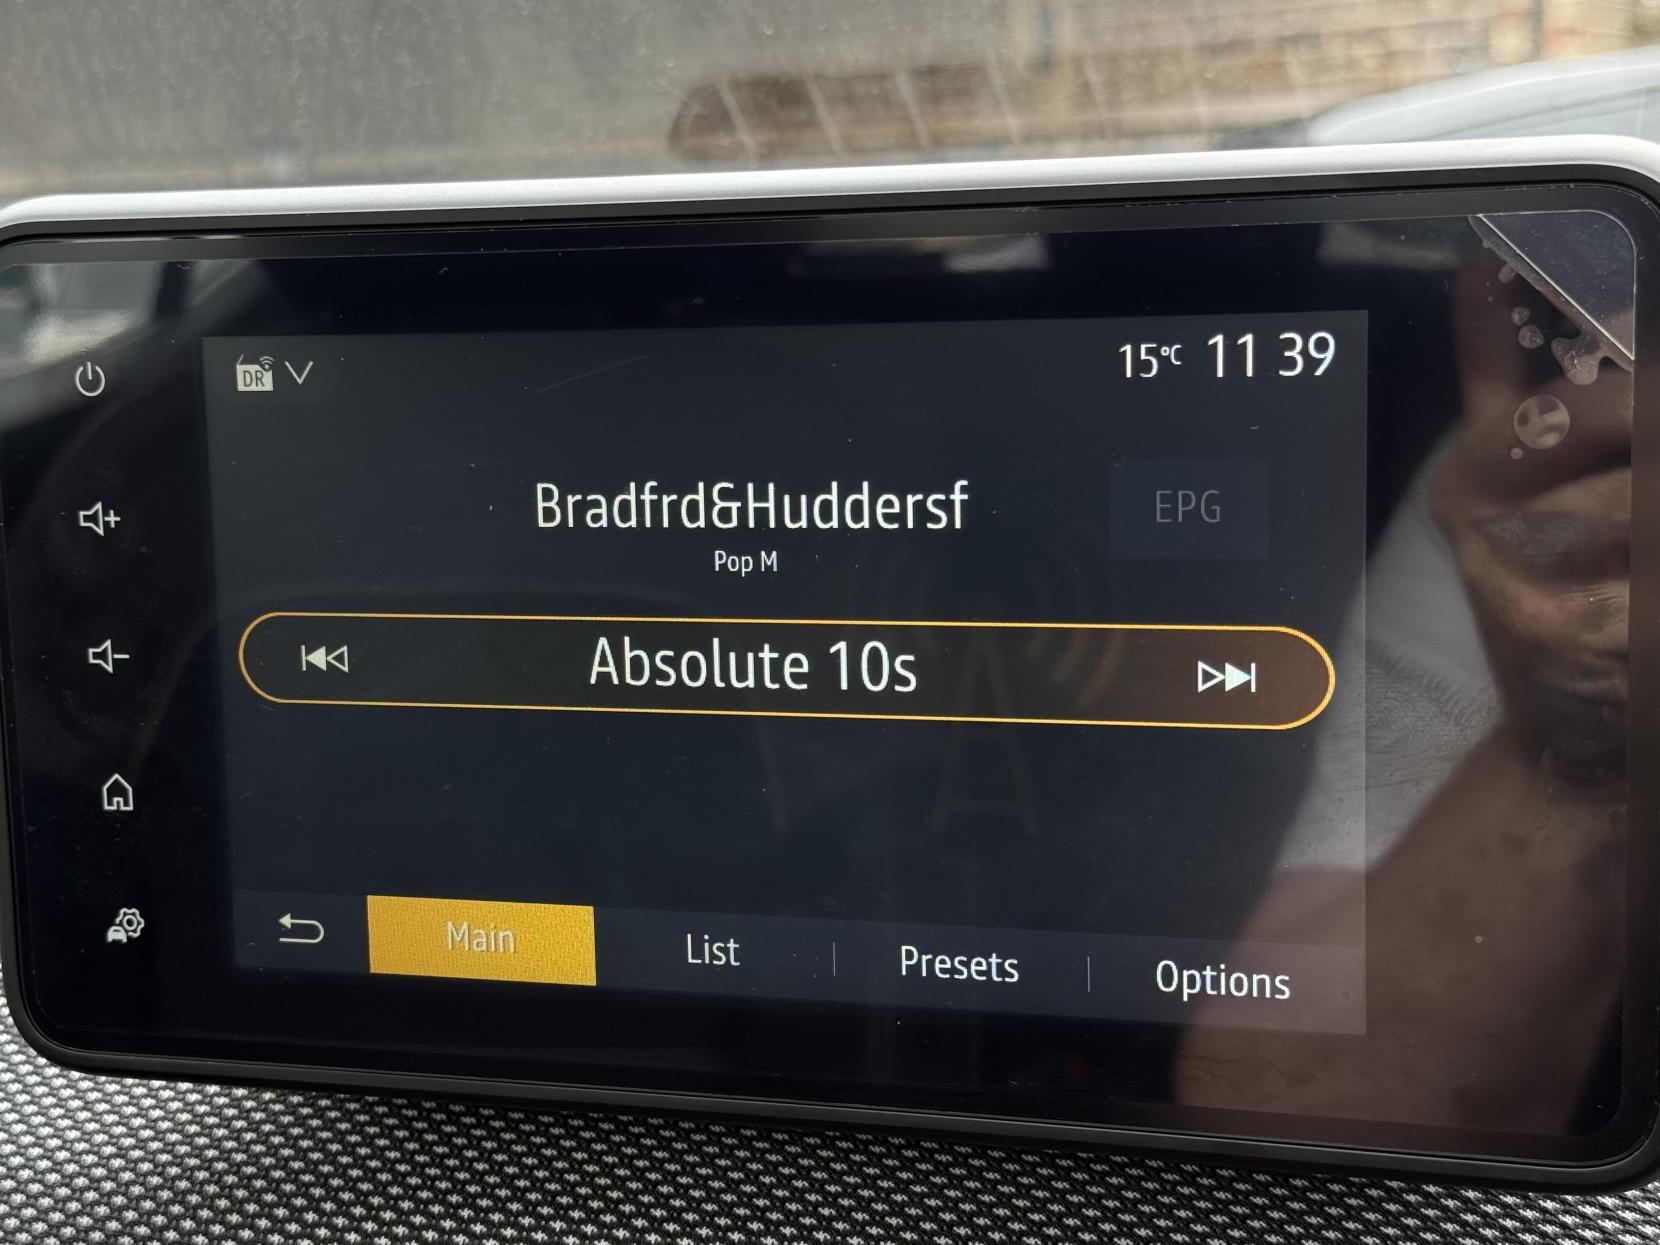 DR
15°C 11 39
Bradfrd&Huddersf
EPG
Pop M
Absolute 10s
Main
List
Presets
Options